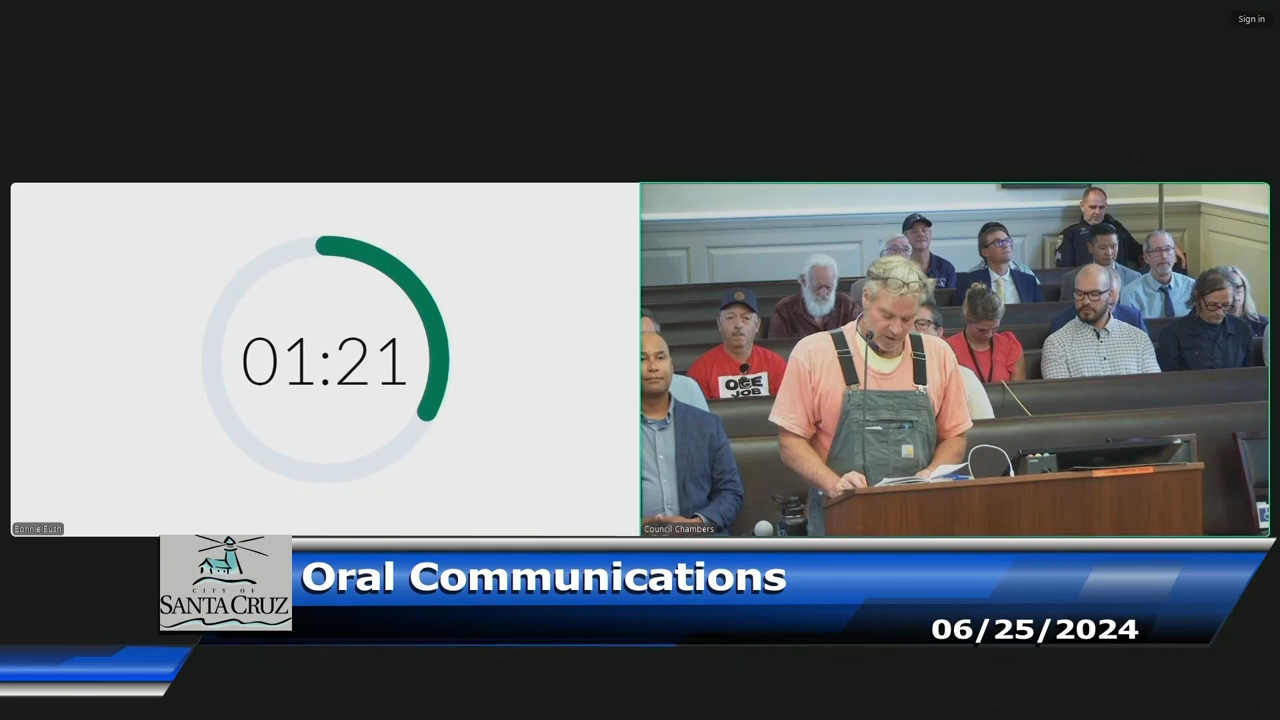 Sign in
01:21
Bonnie Bush
Council Chambers
ONE
JOB
CITY OF
SANTA CRUZ
Oral Communications
06/25/2024